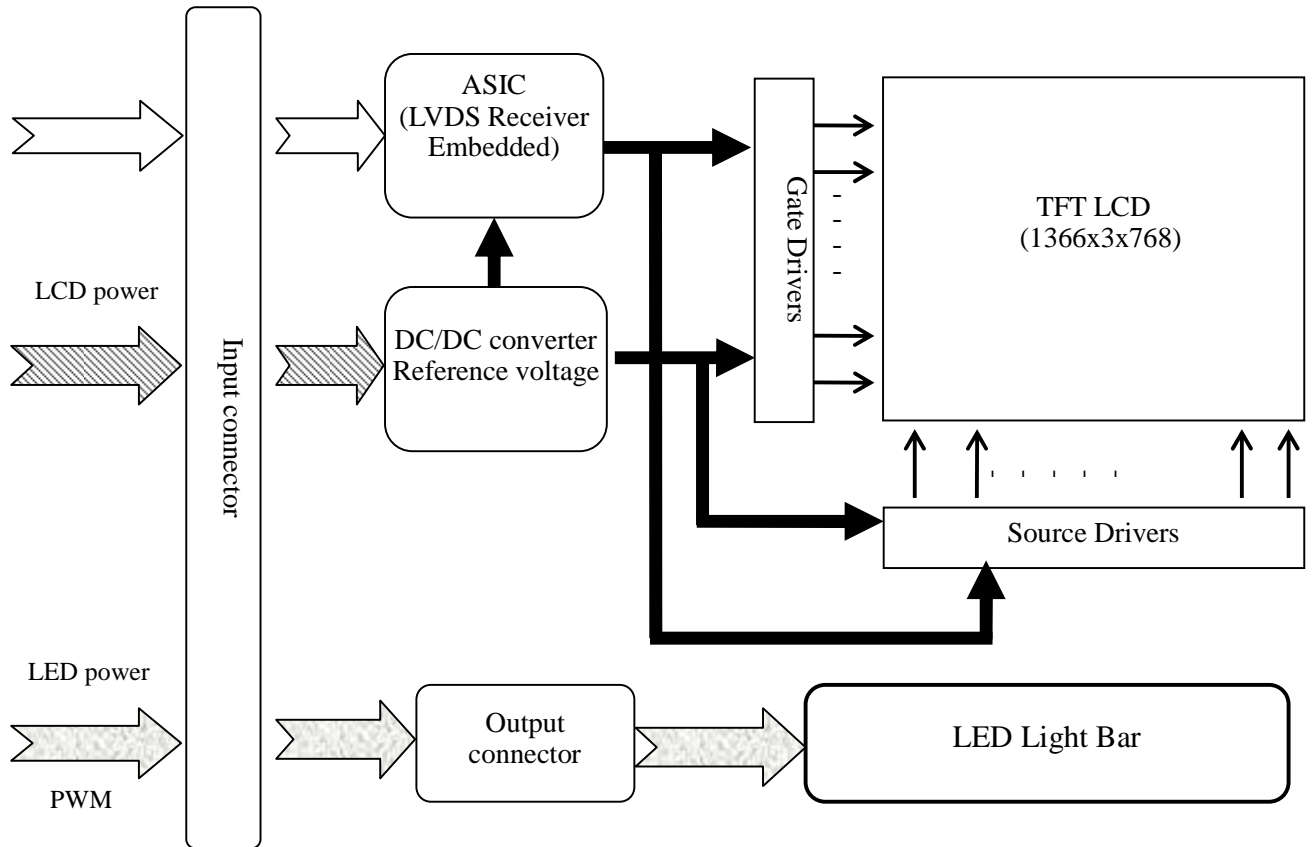 ASIC
(LVDS Receiver
Embedded)
Gate Drivers
TFT LCD
(1366x3x768)
LCD power
Input connector
DC/DC converter
Reference voltage
Source Drivers
LED power
PWM
Output
connector
LED Light Bar